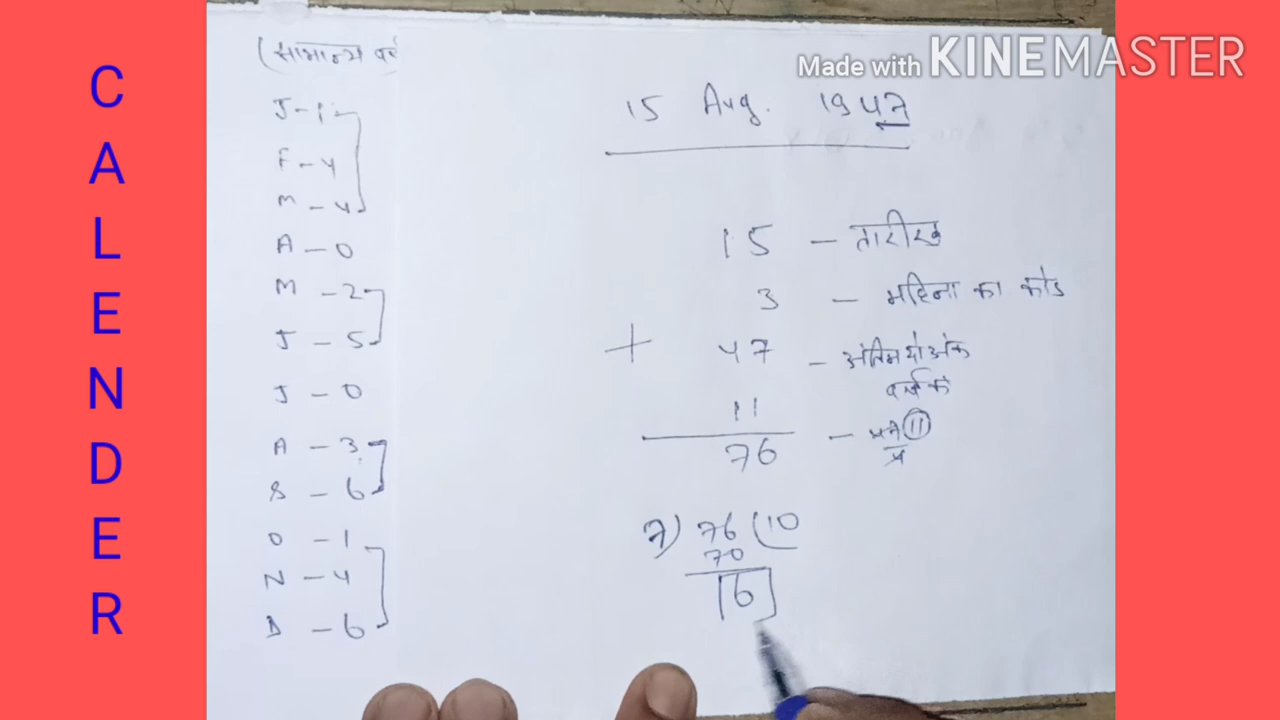 CALENDER
Made with KINEMASTER
(सामान्य वर्ष
J - 1
F - 4
M - 4
A - 0
M - 2
J - 5
J - 0
A - 3
S - 6
O - 1
N - 4
D - 6
15 Aug. 1947
15 - तारीख
3 - महिना का कोड
+ 47 - अंतिम दो अंक
वर्ष के
11
76
7) 76 (10
70
6